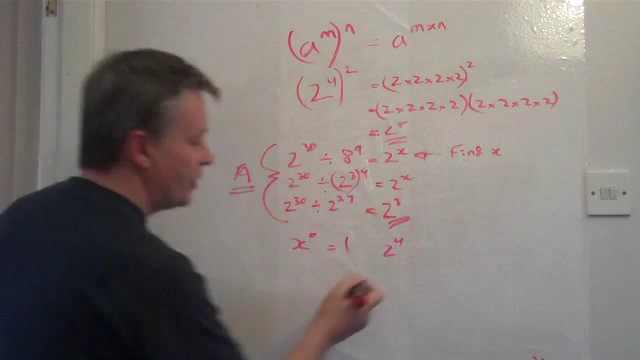 (a^m)^n = a^{m×n}
(2^4)^2 = (2×2×2×2)^2
= (2×2×2×2)(2×2×2×2)
= 2^8
A { 2^30 ÷ 8^9 = 2^x ← Find x
2^30 ÷ (2^3)^9 = 2^x
2^30 ÷ 2^27 = 2^3
x^0 = 1 2^4